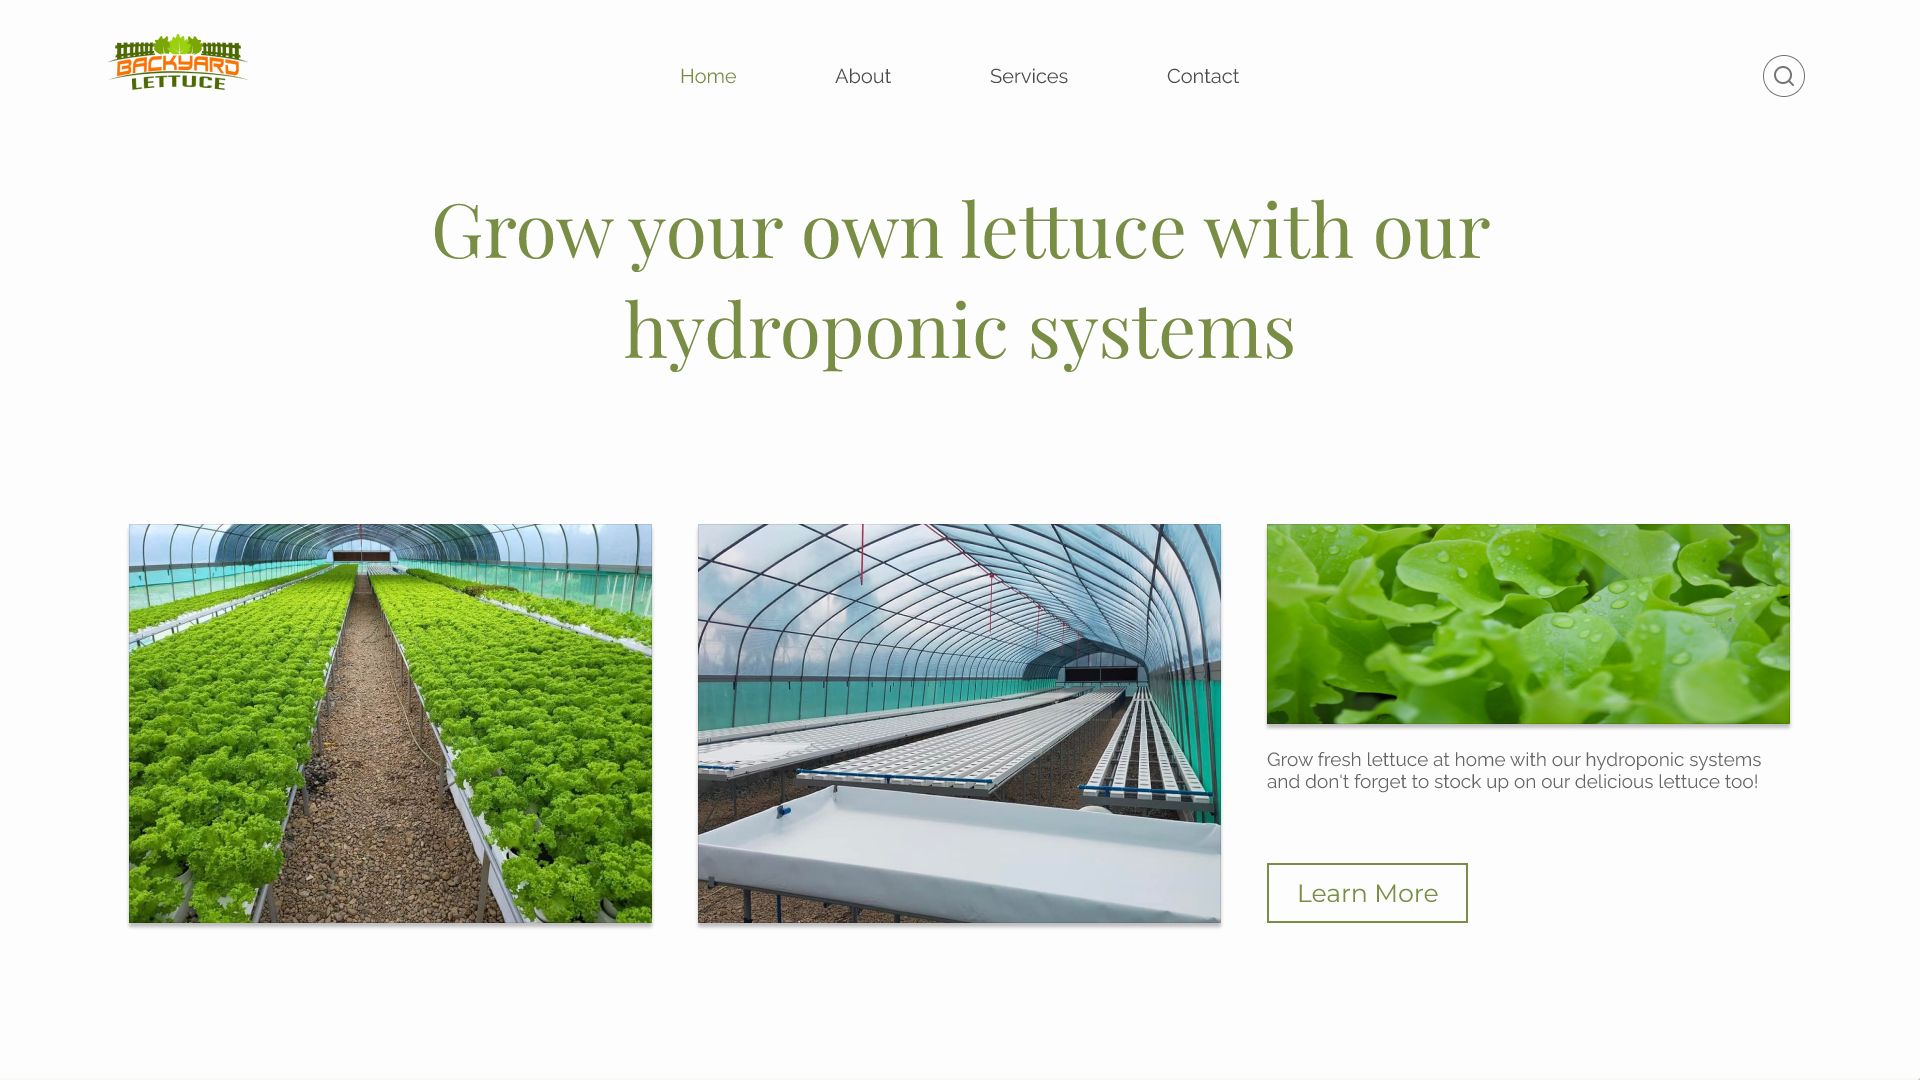 BACKYARD
LETTUCE
Home
About
Services
Contact
Grow your own lettuce with our
hydroponic systems
Grow fresh lettuce at home with our hydroponic systems
and don't forget to stock up on our delicious lettuce too!
Learn More